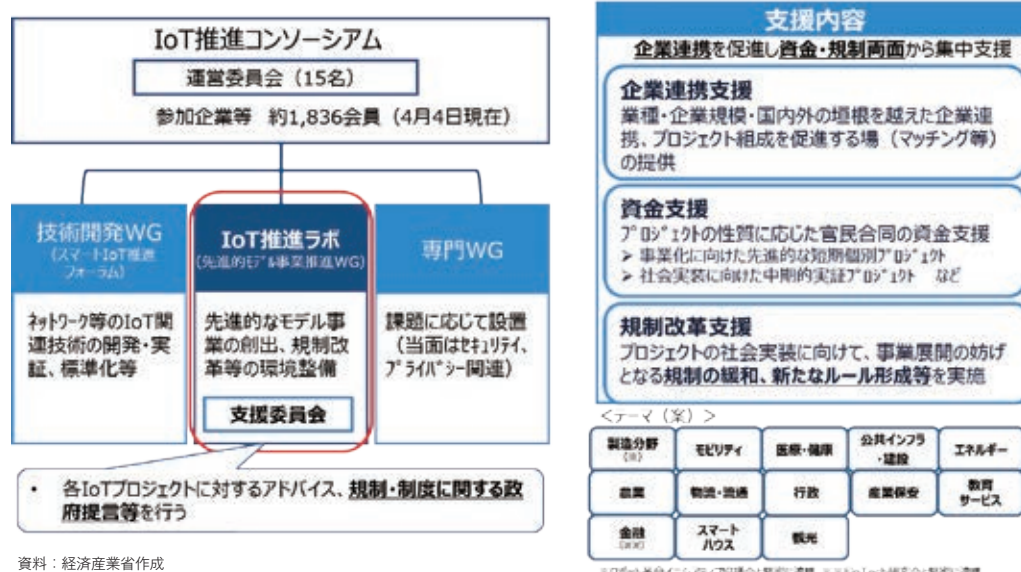 IoT推進コンソーシアム
運営委員会（15名）
参加企業等 約1,836会員（4月4日現在）
技術開発WG
（スマートIoT推進
フォーラム）
ﾈｯﾄﾜｰｸ等のIoT関
連技術の開発・実
証、標準化等
IoT推進ラボ
（先進的ﾓﾃﾞﾙ事業推進WG）
先進的なモデル事
業の創出、規制改
革等の環境整備
支援委員会
専門WG
課題に応じて設置
（当面はｾｷｭﾘﾃｨ、
ﾌﾟﾗｲﾊﾞｼｰ関連）
・ 各IoTプロジェクトに対するアドバイス、規制・制度に関する政
府提言等を行う
資料：経済産業省作成
支援内容
企業連携を促進し資金・規制両面から集中支援
企業連携支援
業種・企業規模・国内外の垣根を越えた企業連
携、プロジェクト組成を促進する場（マッチング等）
の提供
資金支援
ﾌﾟﾛｼﾞｪｸﾄの性質に応じた官民合同の資金支援
➢ 事業化に向けた先進的な短期個別ﾌﾟﾛｼﾞｪｸﾄ
➢ 社会実装に向けた中期的実証ﾌﾟﾛｼﾞｪｸﾄ など
規制改革支援
プロジェクトの社会実装に向けて、事業展開の妨げ
となる規制の緩和、新たなルール形成等を実施
＜テーマ（案）＞
製造分野
（※）
モビリティ
医療・健康
公共インフラ
・建設
エネルギー
農業
物流・流通
行政
産業保安
教育
サービス
金融
（※※）
スマート
ハウス
観光